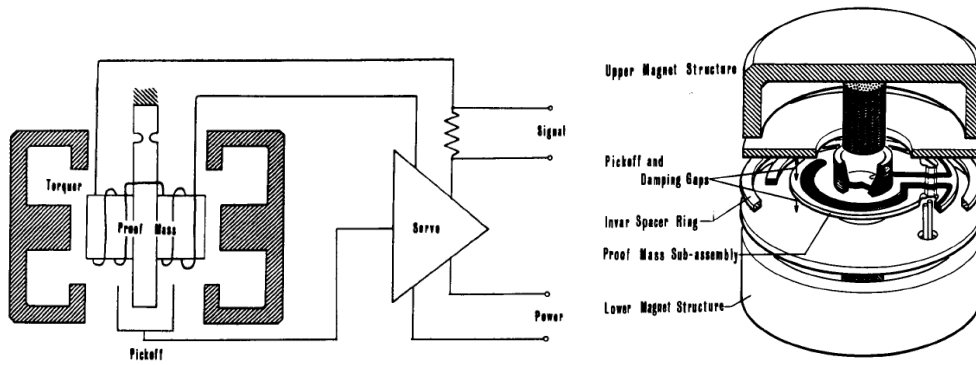 Torquer
Proof Mass
Pickoff
Servo
Signal
Power
Upper Magnet Structure
Pickoff and
Damping Gaps
Invar Spacer Ring
Proof Mass Sub-assembly
Lower Magnet Structure